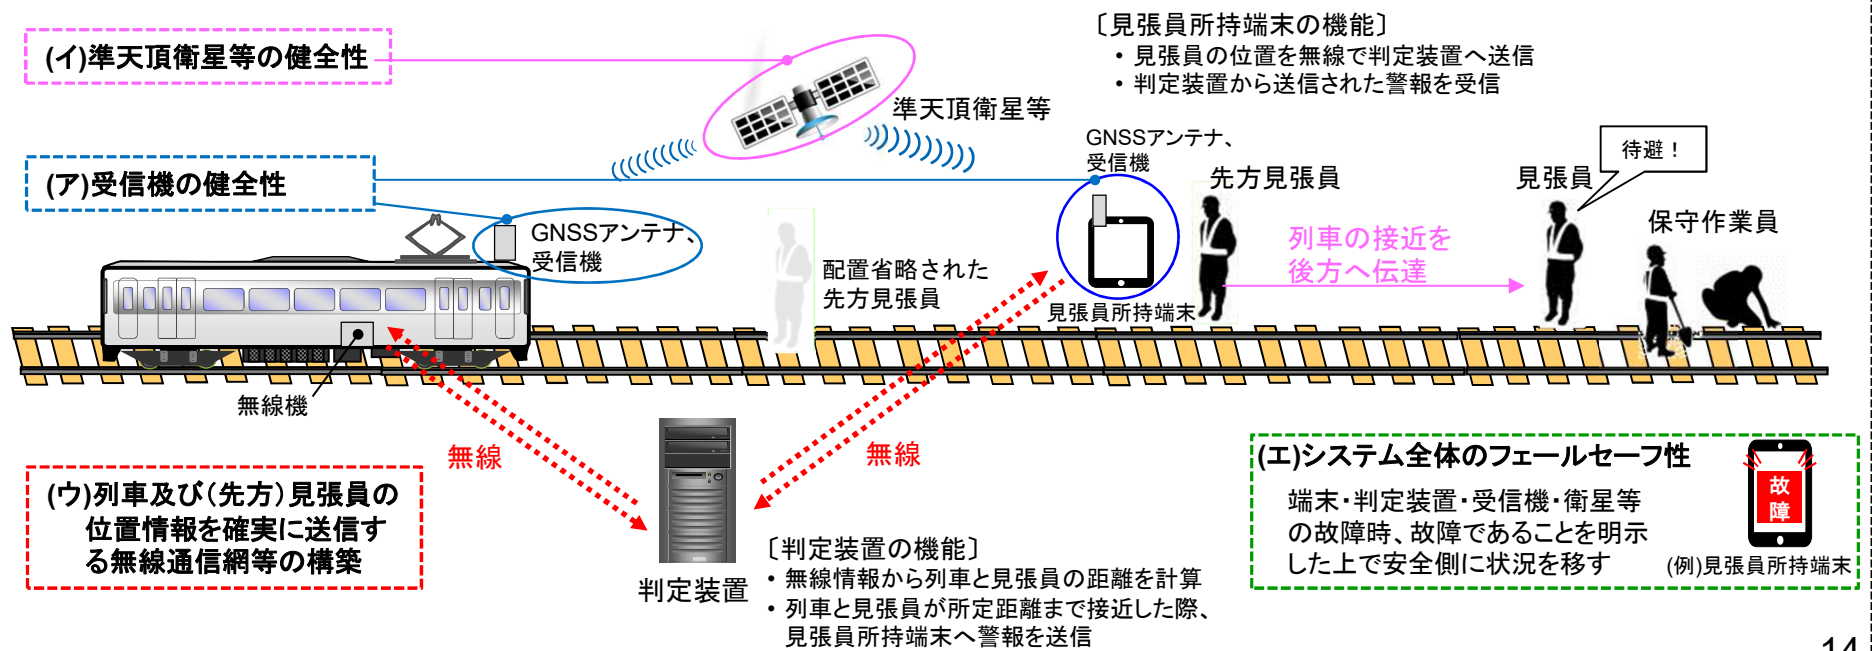 (イ)準天頂衛星等の健全性
〔見張員所持端末の機能〕
・見張員の位置を無線で判定装置へ送信
・判定装置から送信された警報を受信
準天頂衛星等
(ア)受信機の健全性
GNSSアンテナ、
受信機
先方見張員
見張員
待避！
保守作業員
GNSSアンテナ、
受信機
配置省略された
先方見張員
列車の接近を
後方へ伝達
見張員所持端末
無線機
無線
無線
(ウ)列車及び(先方)見張員の
位置情報を確実に送信す
る無線通信網等の構築
判定装置
〔判定装置の機能〕
・無線情報から列車と見張員の距離を計算
・列車と見張員が所定距離まで接近した際、
見張員所持端末へ警報を送信
(エ)システム全体のフェールセーフ性
端末・判定装置・受信機・衛星等
の故障時、故障であることを明示
した上で安全側に状況を移す
故
障
(例)見張員所持端末
14